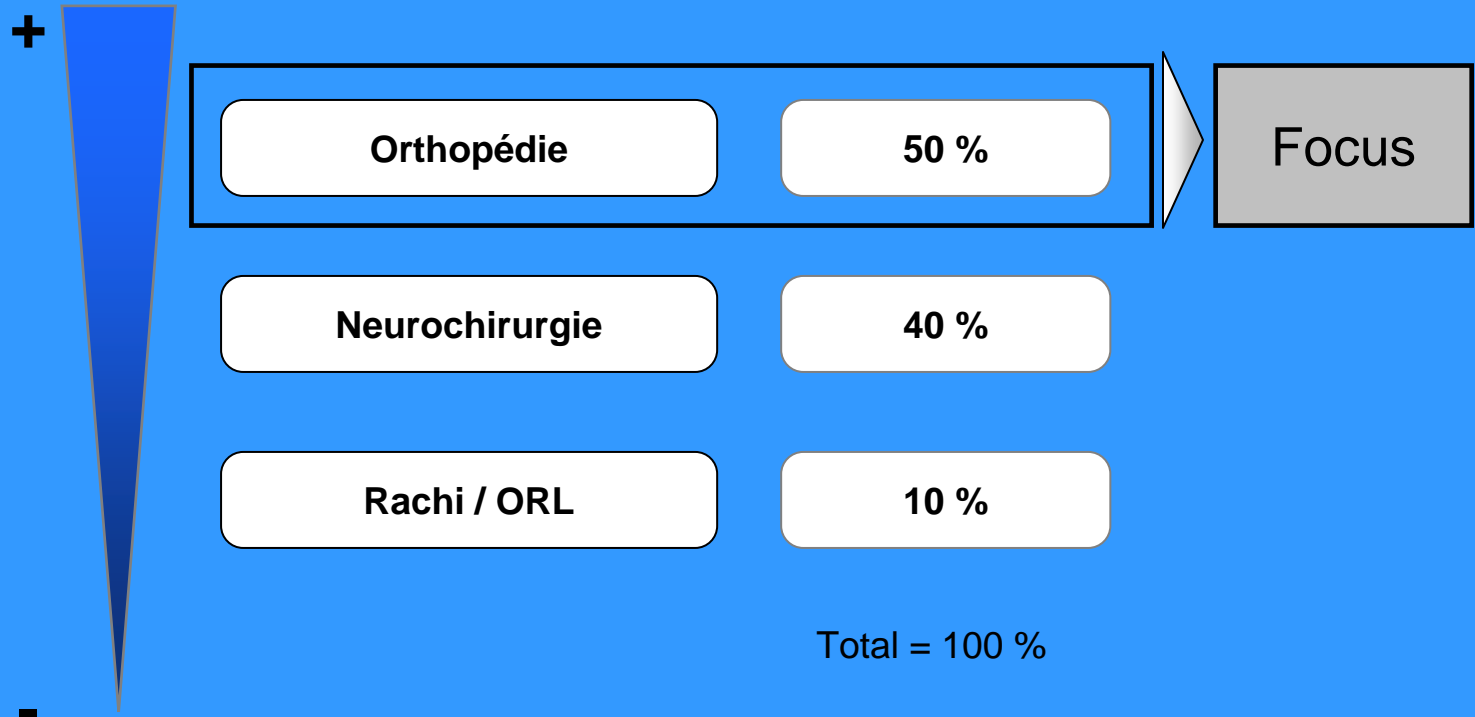 +
Orthopédie 50 % Focus
Neurochirurgie 40 %
Rachi / ORL 10 %
Total = 100 %
-